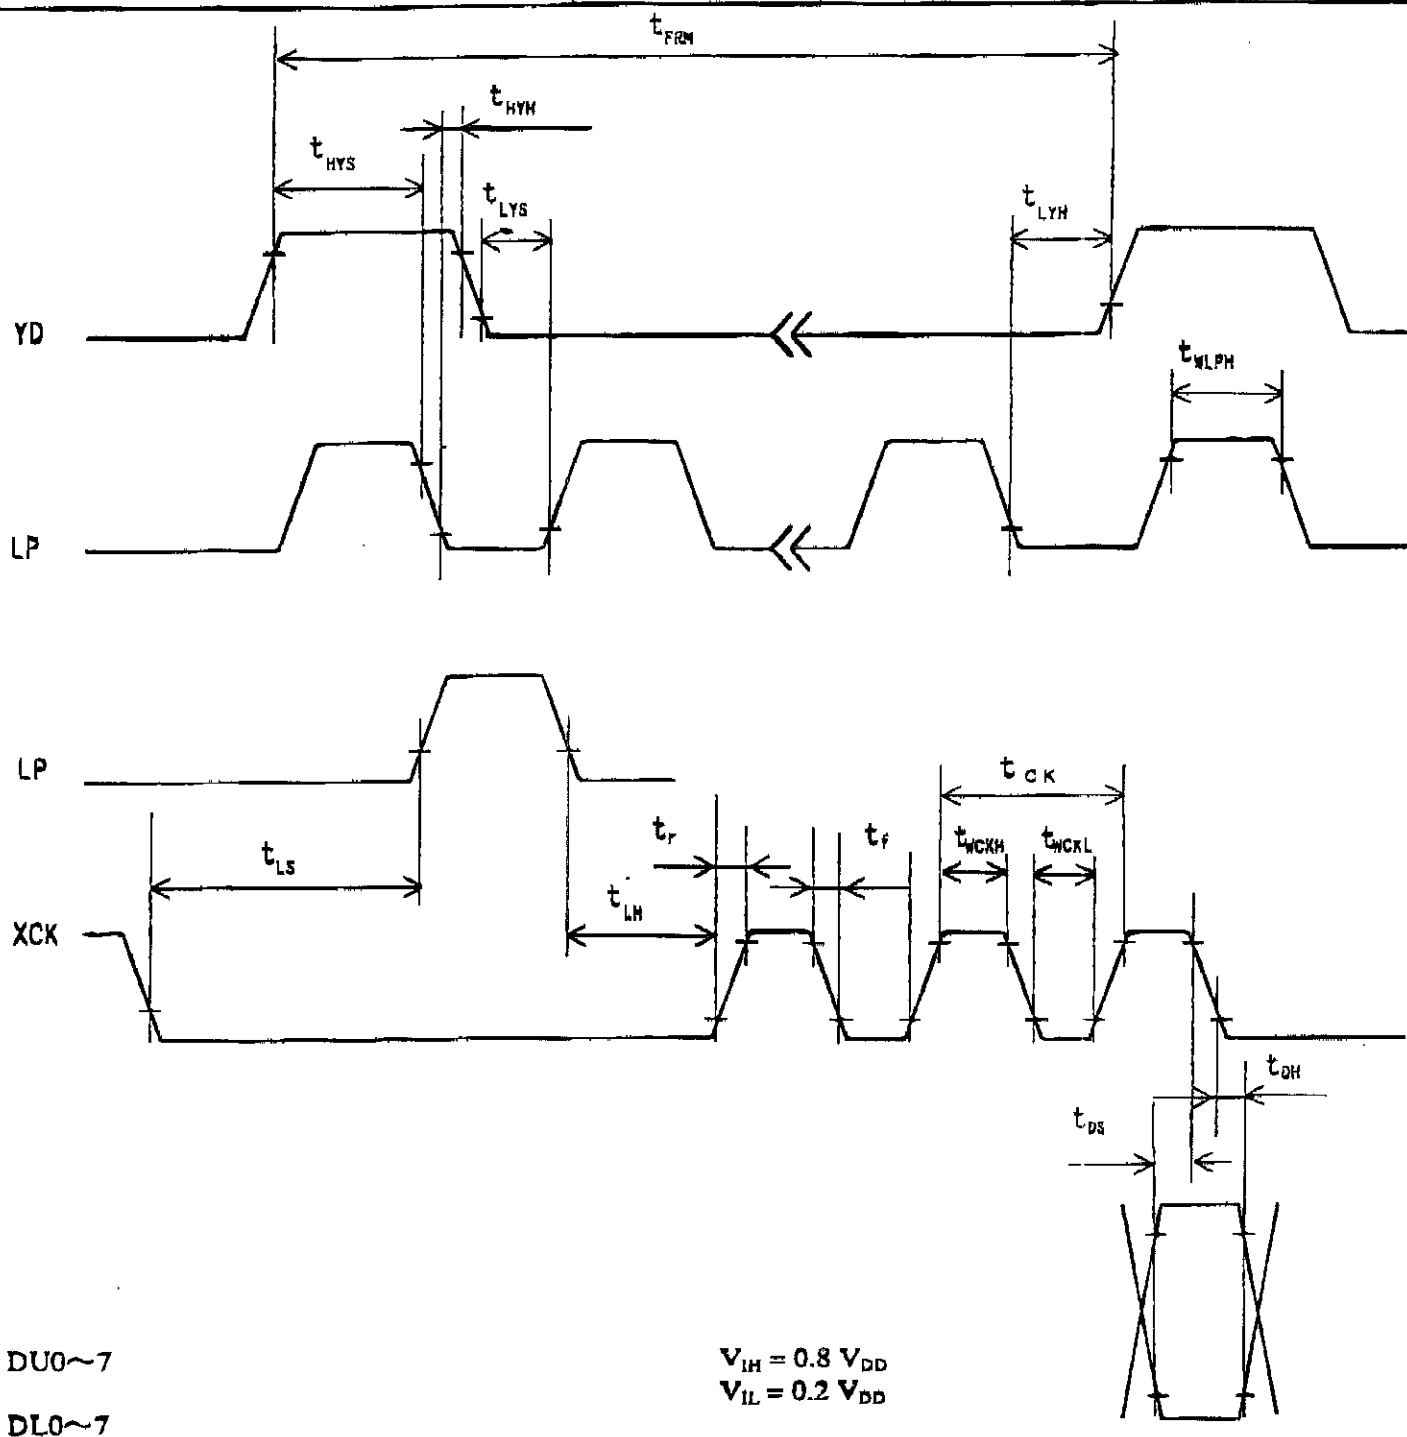 tFRM
tHYH
tHYS
tLYS
tLYH
YD
tWLPH
LP
LP
tCK
tr
tf
tWCKH
tWCKL
tLS
tLH
XCK
tDH
tDS
DU0~7
VIH = 0.8 VDD
VIL = 0.2 VDD
DL0~7